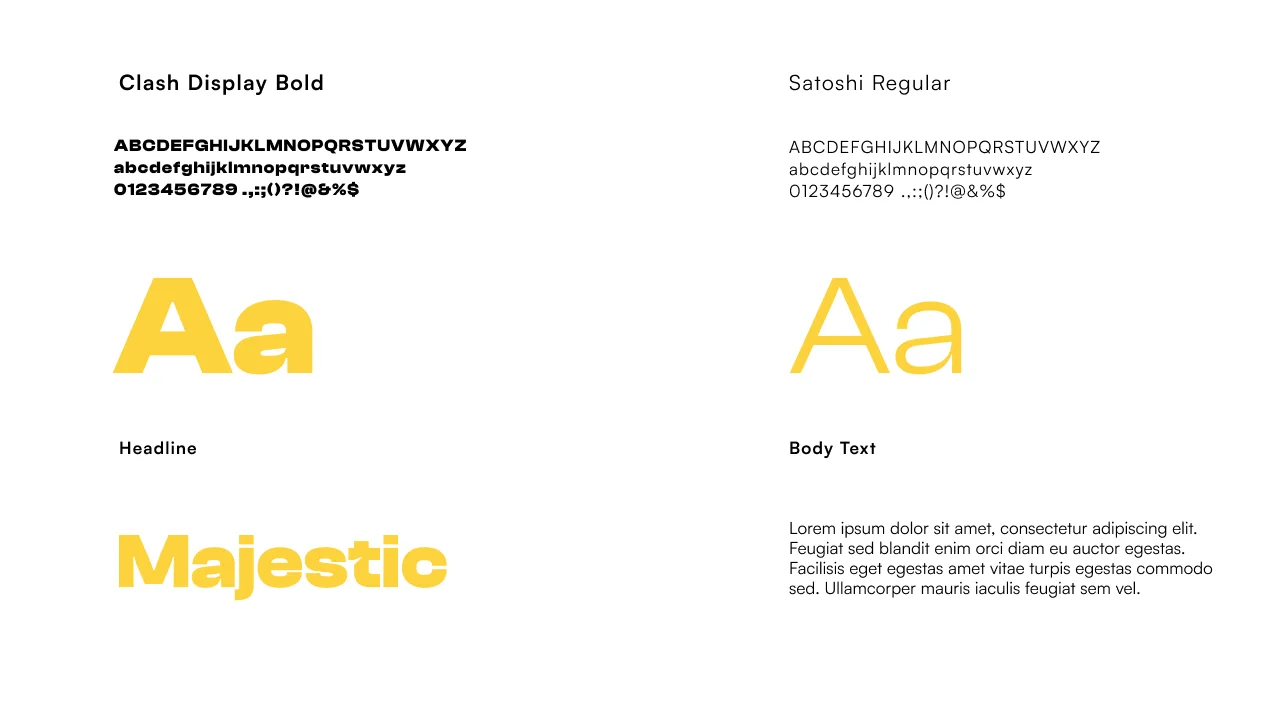 Clash Display Bold
ABCDEFGHIJKLMNOPQRSTUVWXYZ
abcdefghijklmnopqrstuvwxyz
0123456789 .,:;()?!@&%$
Aa
Headline
Majestic
Satoshi Regular
ABCDEFGHIJKLMNOPQRSTUVWXYZ
abcdefghijklmnopqrstuvwxyz
0123456789 .,:;()?!@&%$
Aa
Body Text
Lorem ipsum dolor sit amet, consectetur adipiscing elit.
Feugiat sed blandit enim orci diam eu auctor egestas.
Facilisis eget egestas amet vitae turpis egestas commodo
sed. Ullamcorper mauris iaculis feugiat sem vel.